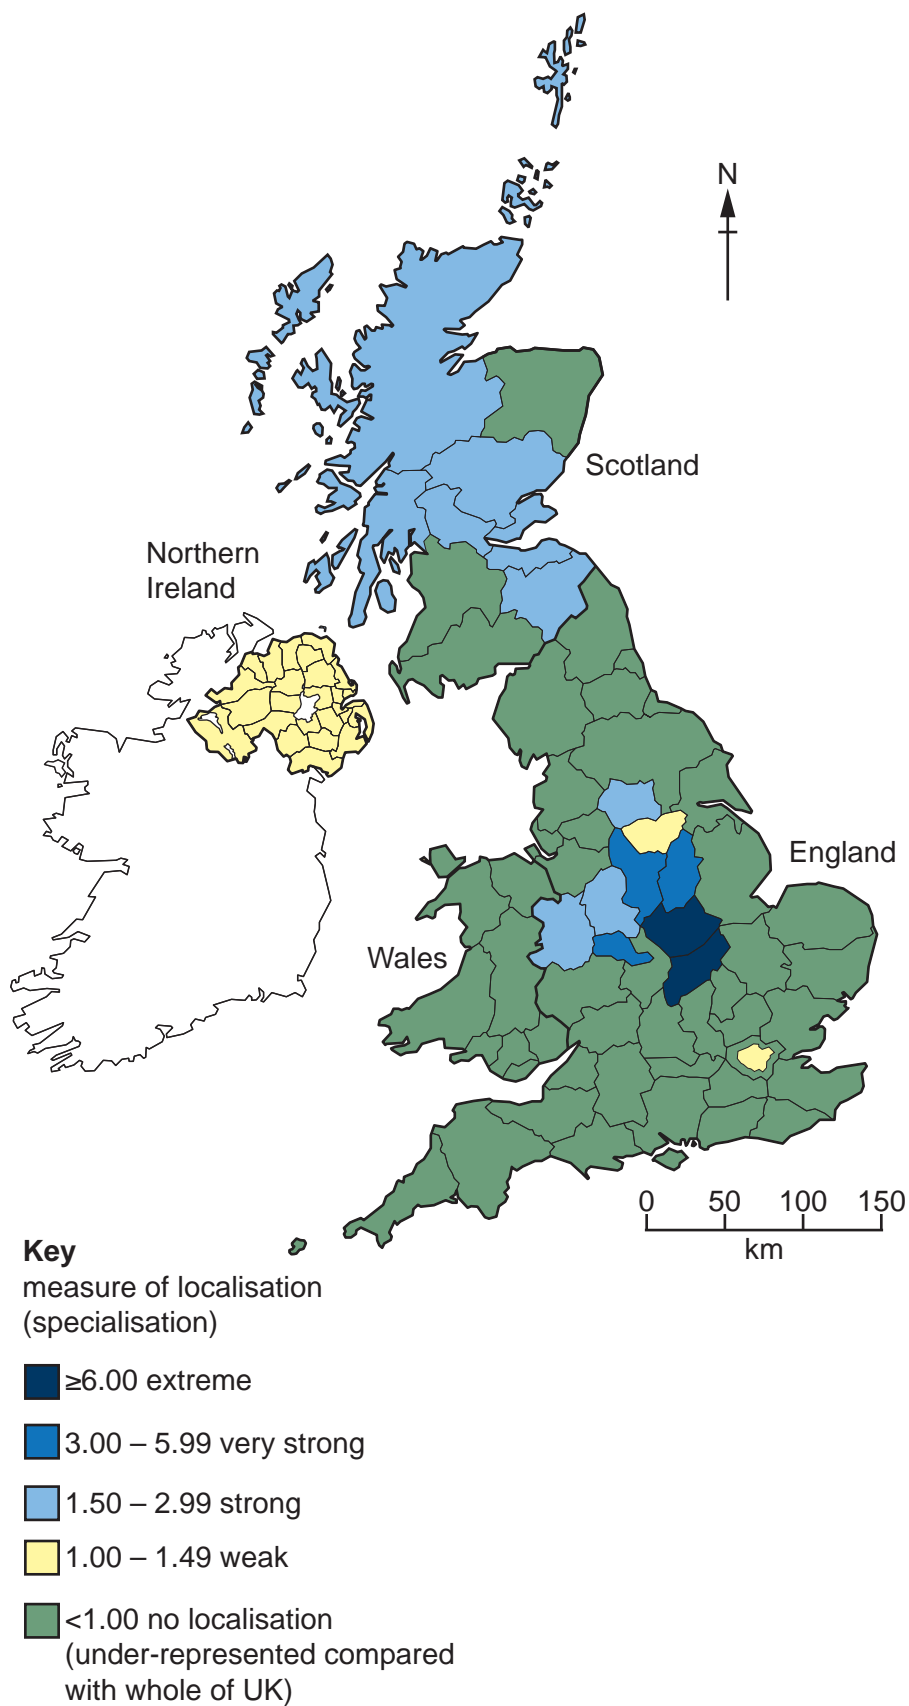 N
Scotland
Northern
Ireland
England
Wales
0 50 100 150
km
Key
measure of localisation
(specialisation)
≥6.00 extreme
3.00 – 5.99 very strong
1.50 – 2.99 strong
1.00 – 1.49 weak
<1.00 no localisation
(under-represented compared
with whole of UK)